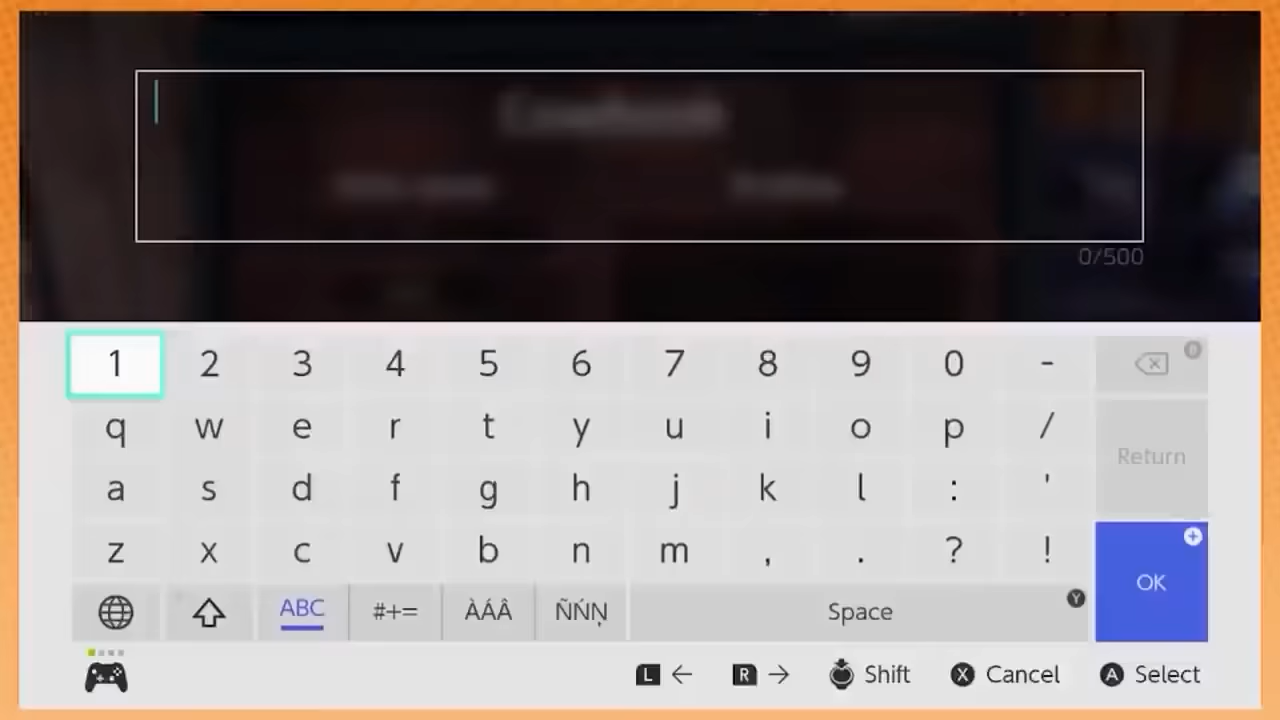 0/500
1 2 3 4 5 6 7 8 9 0 -
q w e r t y u i o p /
Return
a s d f g h j k l : '
z x c v b n m , . ? !
OK
ABC #+= ÀÁÂ ÑŃŅ Space Y
L ← R → Shift X Cancel A Select